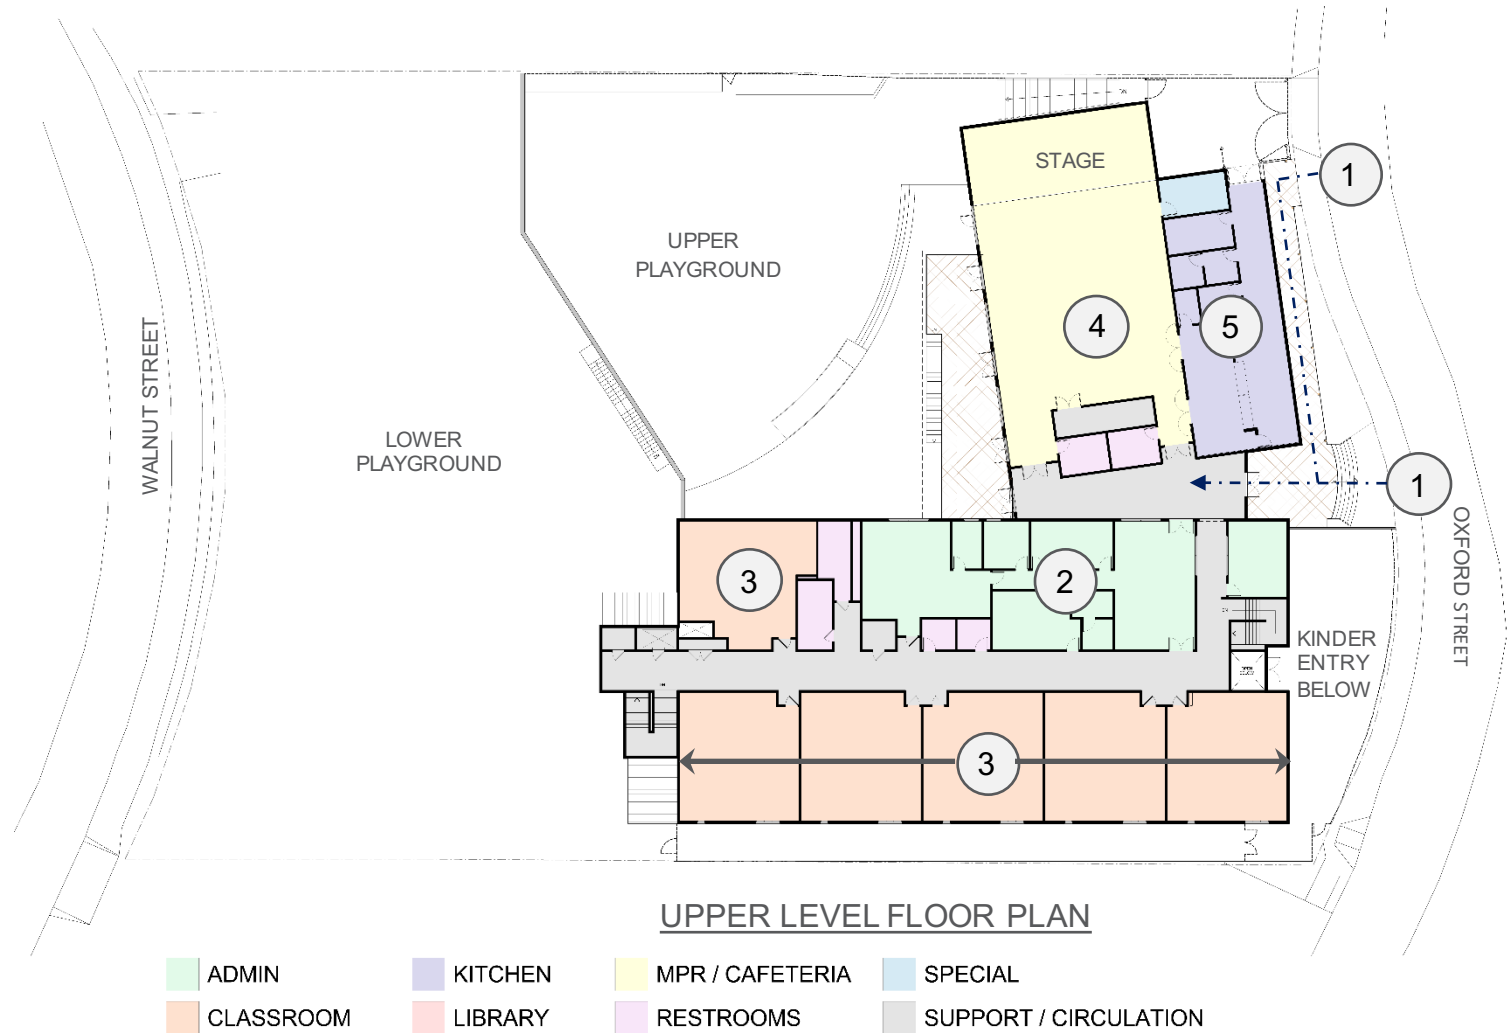 STAGE
1
UPPER
PLAYGROUND
4
5
WALNUT STREET
LOWER
PLAYGROUND
1
OXFORD STREET
3
2
KINDER
ENTRY
BELOW
3
UPPER LEVEL FLOOR PLAN
ADMIN
KITCHEN
MPR / CAFETERIA
SPECIAL
CLASSROOM
LIBRARY
RESTROOMS
SUPPORT / CIRCULATION